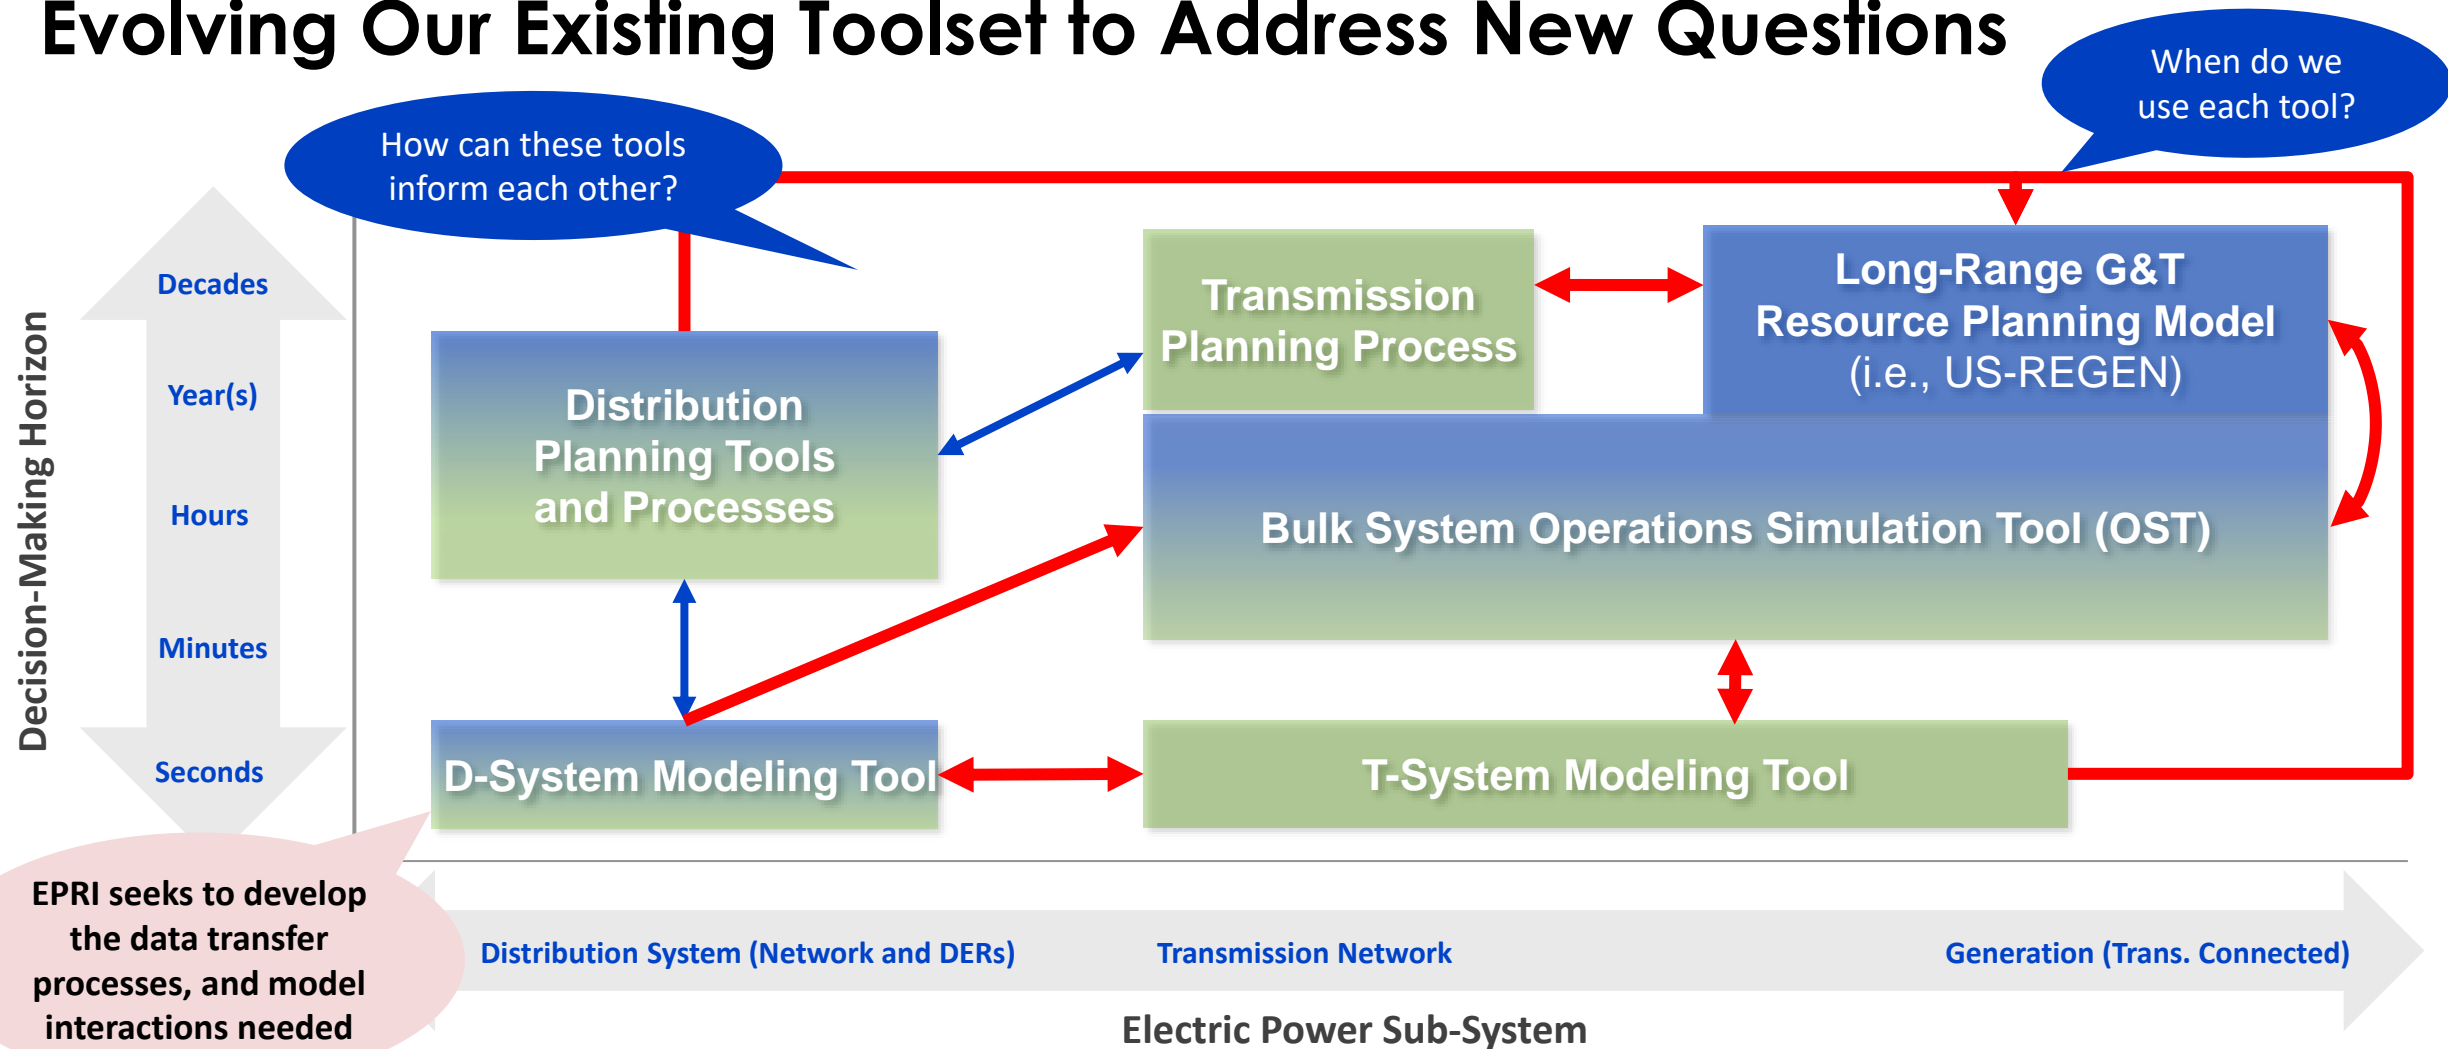 Evolving Our Existing Toolset to Address New Questions
When do we
use each tool?
How can these tools
inform each other?
Decision-Making Horizon
Decades
Year(s)
Hours
Minutes
Seconds
Transmission
Planning Process
Long-Range G&T
Resource Planning Model
(i.e., US-REGEN)
Distribution
Planning Tools
and Processes
Bulk System Operations Simulation Tool (OST)
D-System Modeling Tool
T-System Modeling Tool
EPRI seeks to develop
the data transfer
processes, and model
interactions needed
Distribution System (Network and DERs)
Transmission Network
Generation (Trans. Connected)
Electric Power Sub-System